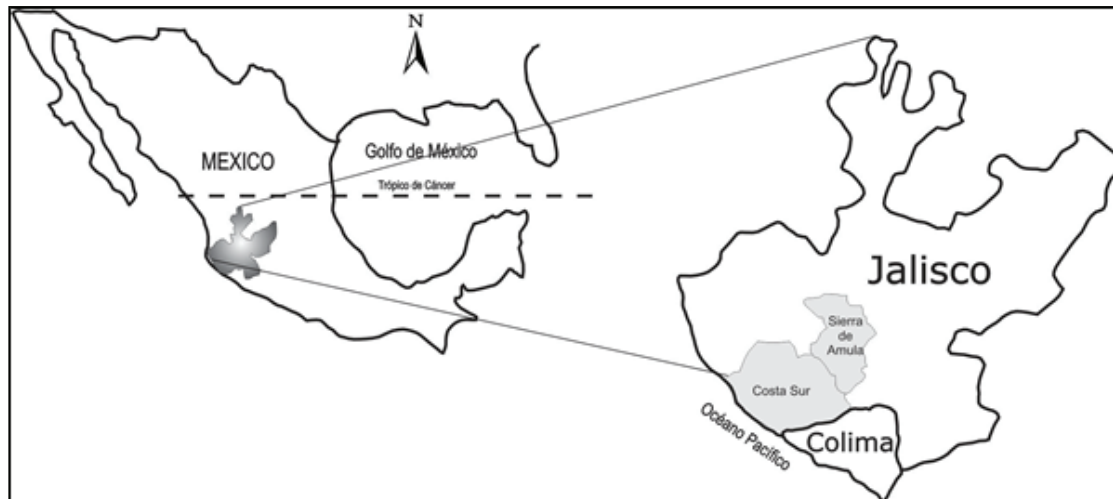 N
MEXICO
Golfo de México
Trópico de Cáncer
Jalisco
Sierra
de
Amula
Costa Sur
Océano Pacífico
Colima